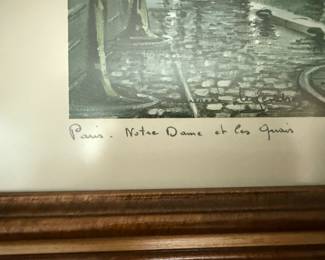 Paris. Notre Dame et les Quais